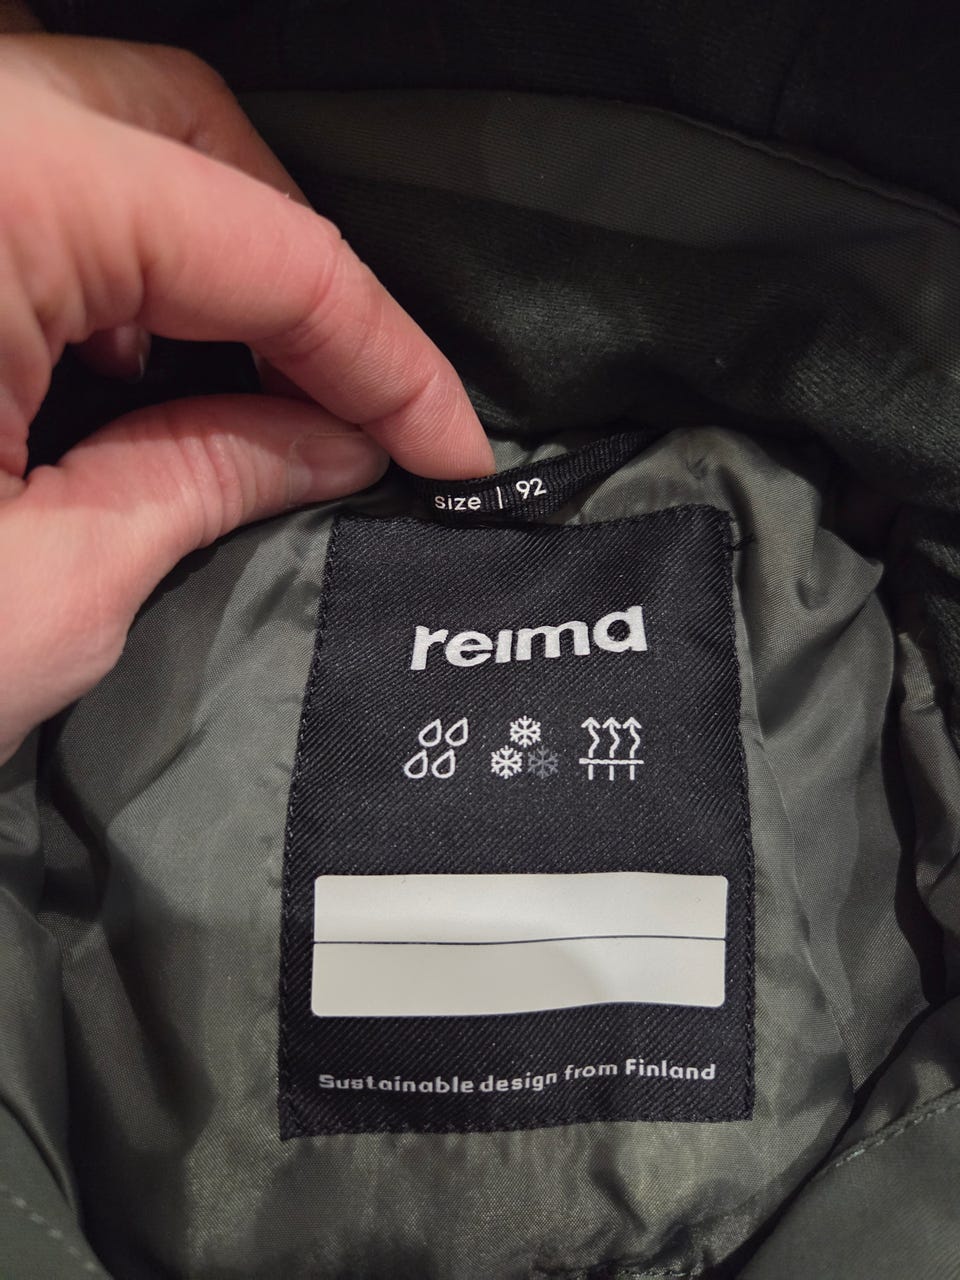 size | 92
reima
Sustainable design from Finland